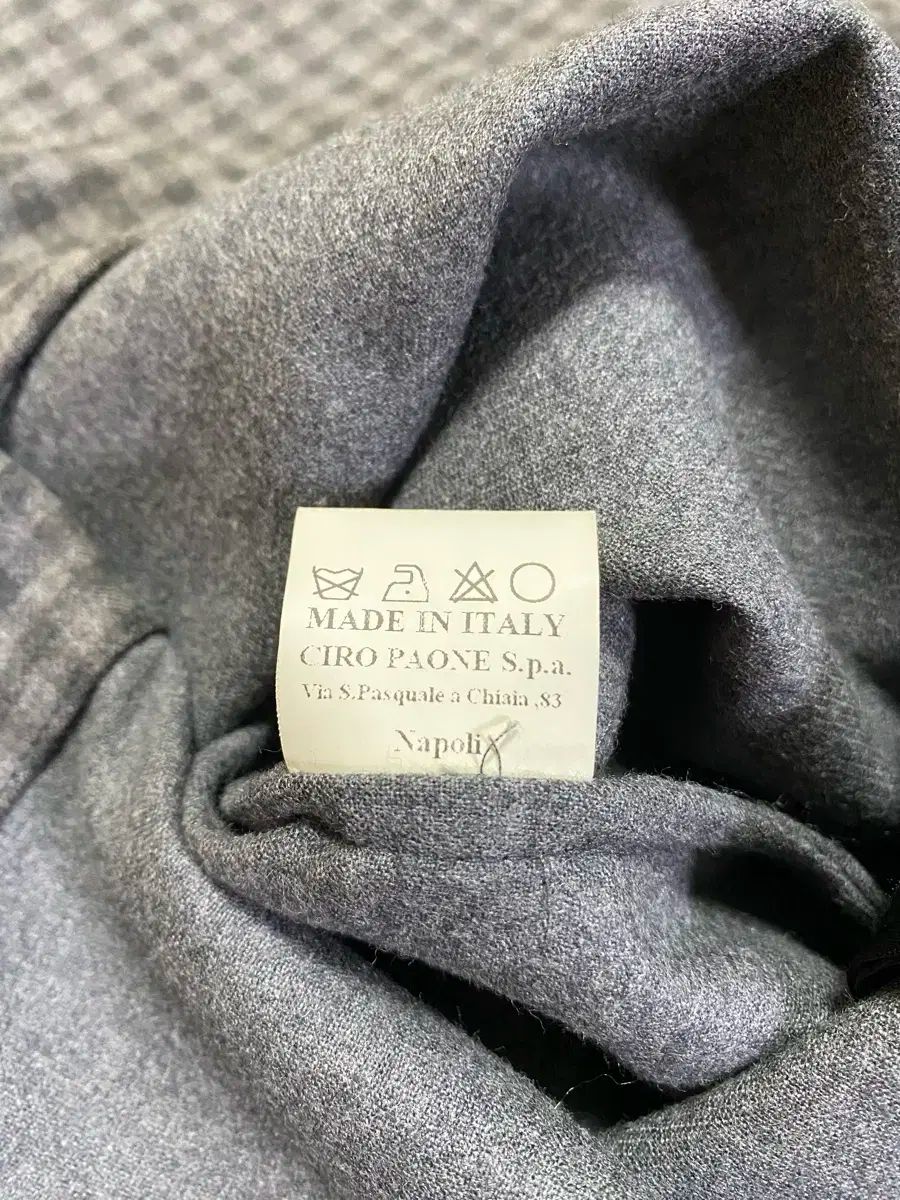 MADE IN ITALY
CIRO PAONE S.p.a.
Via S.Pasquale a Chiaia ,83
Napoli